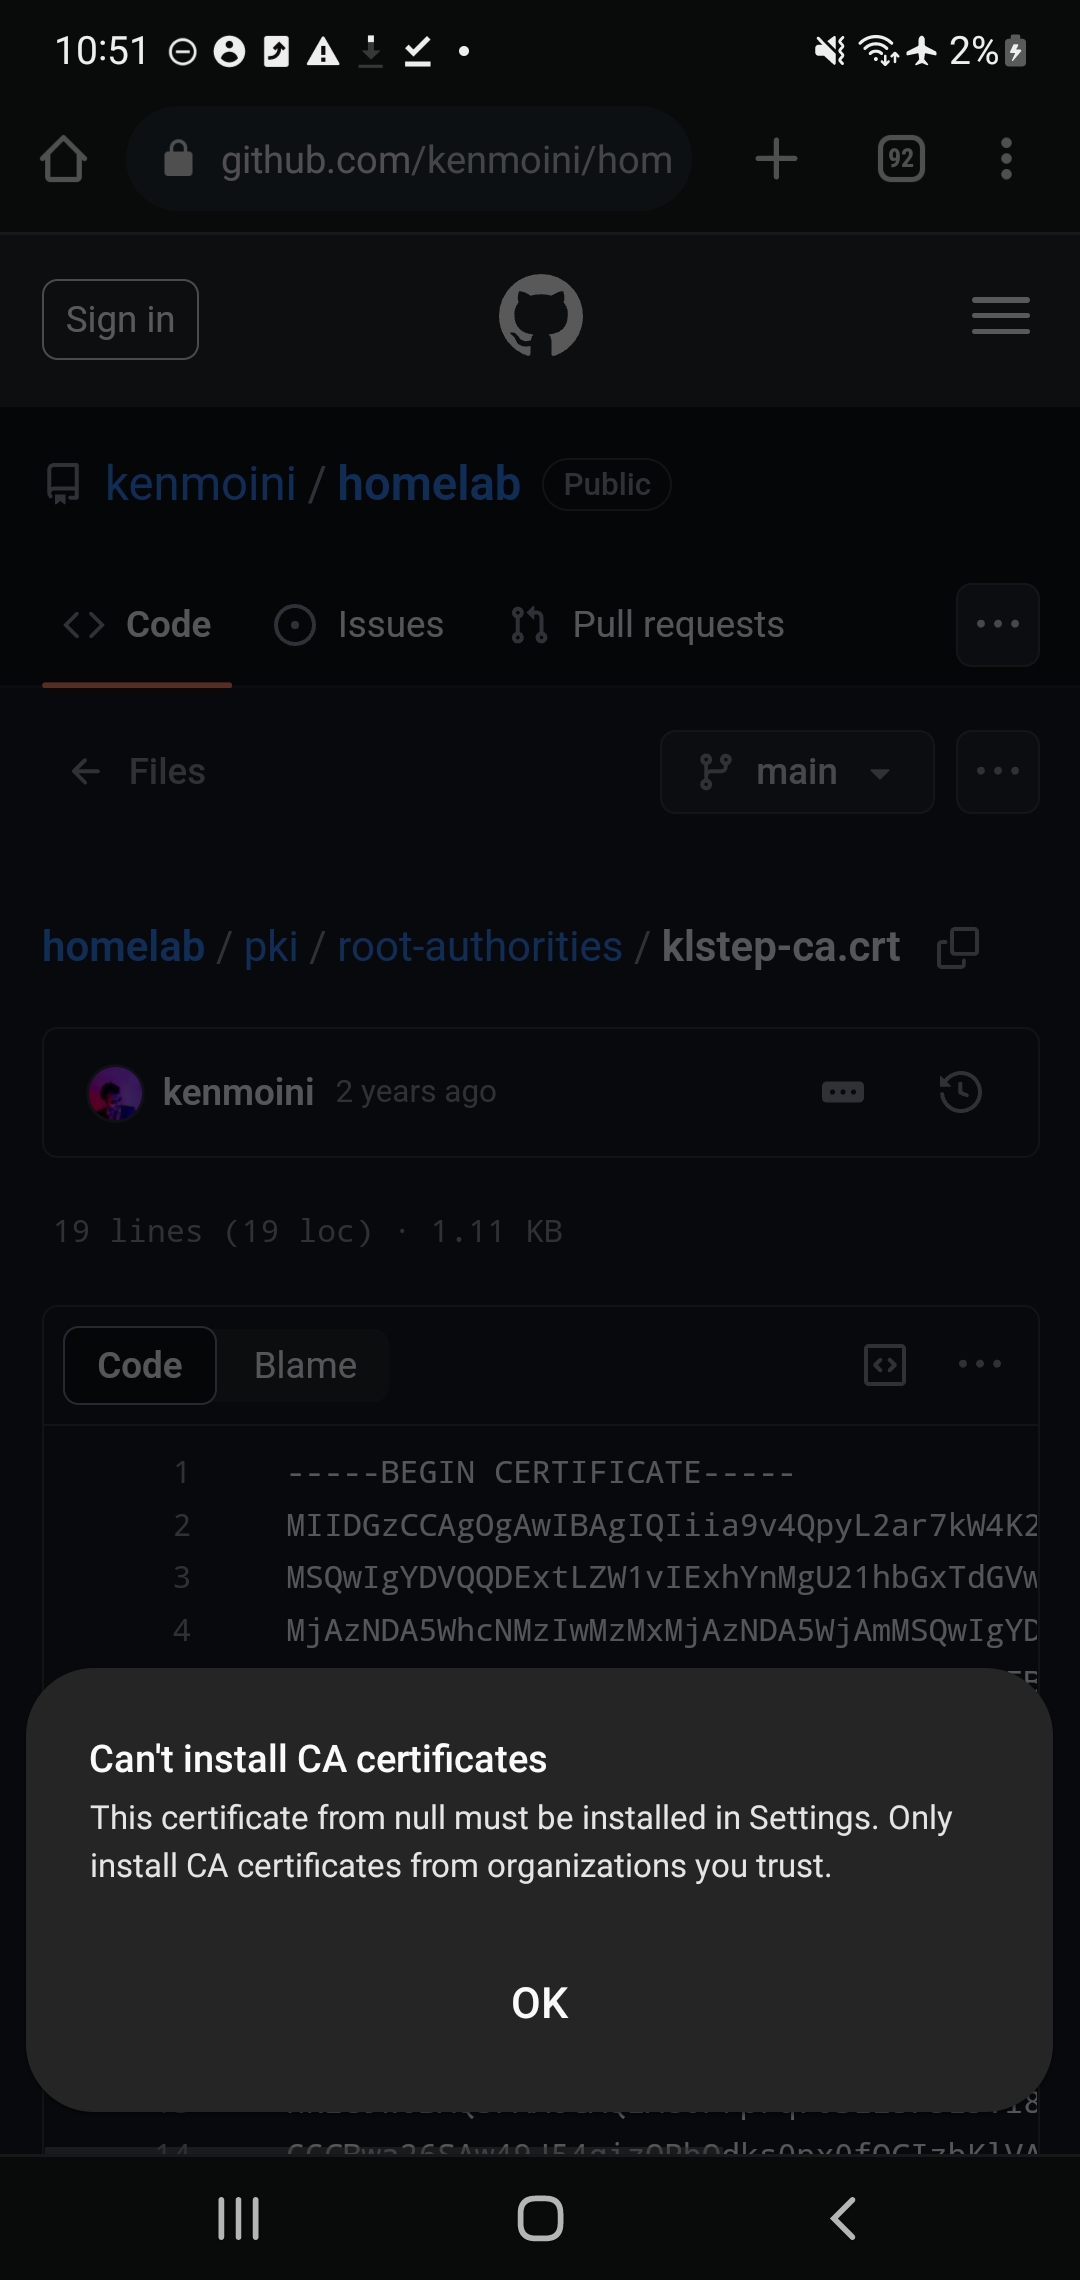 10:51
2%
github.com/kenmoini/hom
92
Sign in
kenmoini / homelab Public
Code Issues Pull requests
Files main
homelab / pki / root-authorities / klstep-ca.crt
kenmoini 2 years ago
19 lines (19 loc) · 1.11 KB
Code Blame
1 -----BEGIN CERTIFICATE-----
2 MIIDGzCCAgOgAwIBAgIQIiia9v4QpyL2ar7kW4K2
3 MSQwIgYDVQQDExtLZW1vIExhYnMgU21hbGxTdGVw
4 MjAzNDA5WhcNMzIwMzMxMjAzNDA5WjAmMSQwIgYD
Can't install CA certificates
This certificate from null must be installed in Settings. Only
install CA certificates from organizations you trust.
OK
14